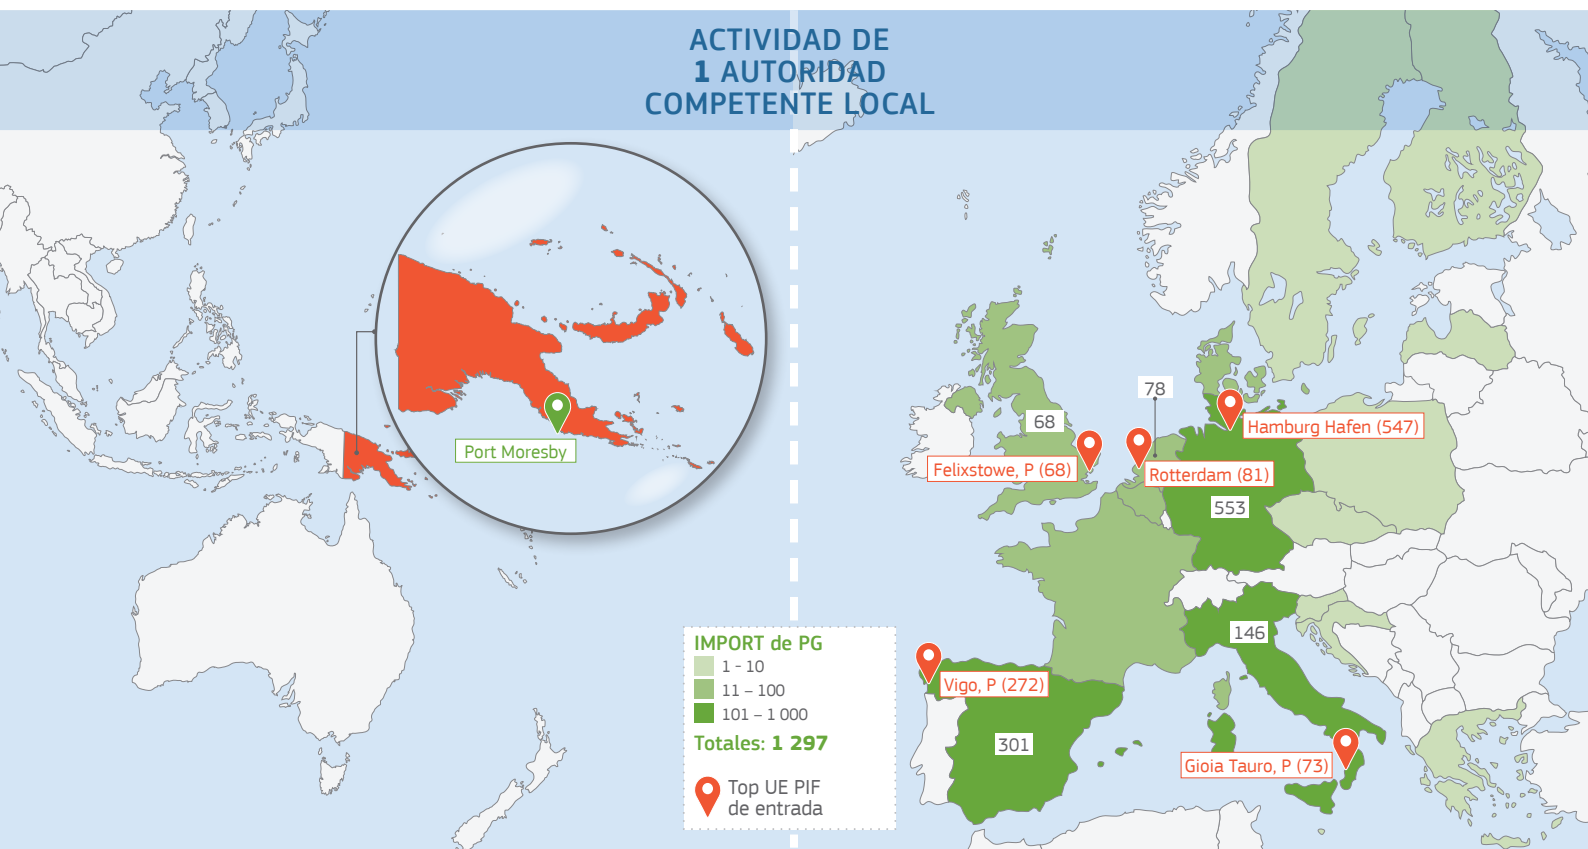 ACTIVIDAD DE
1 AUTORIDAD
COMPETENTE LOCAL
Port Moresby
78
68
Hamburg Hafen (547)
Felixstowe, P (68)
Rotterdam (81)
553
146
Vigo, P (272)
301
Gioia Tauro, P (73)
IMPORT de PG
1 - 10
11 – 100
101 – 1 000
Totales: 1 297
Top UE PIF
de entrada